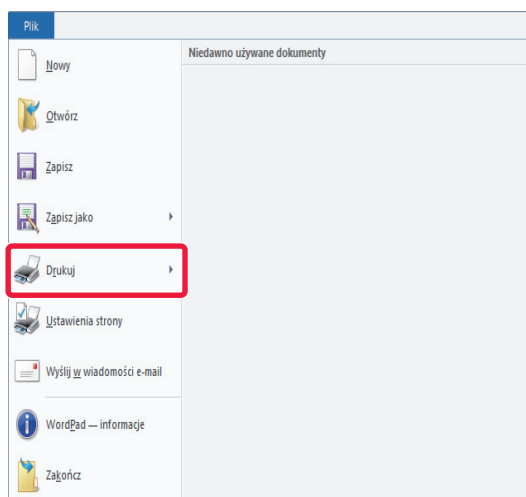 Plik
Niedawno używane dokumenty
Nowy
Otwórz
Zapisz
Zapisz jako
Drukuj
Ustawienia strony
Wyślij w wiadomości e-mail
WordPad — informacje
Zakończ